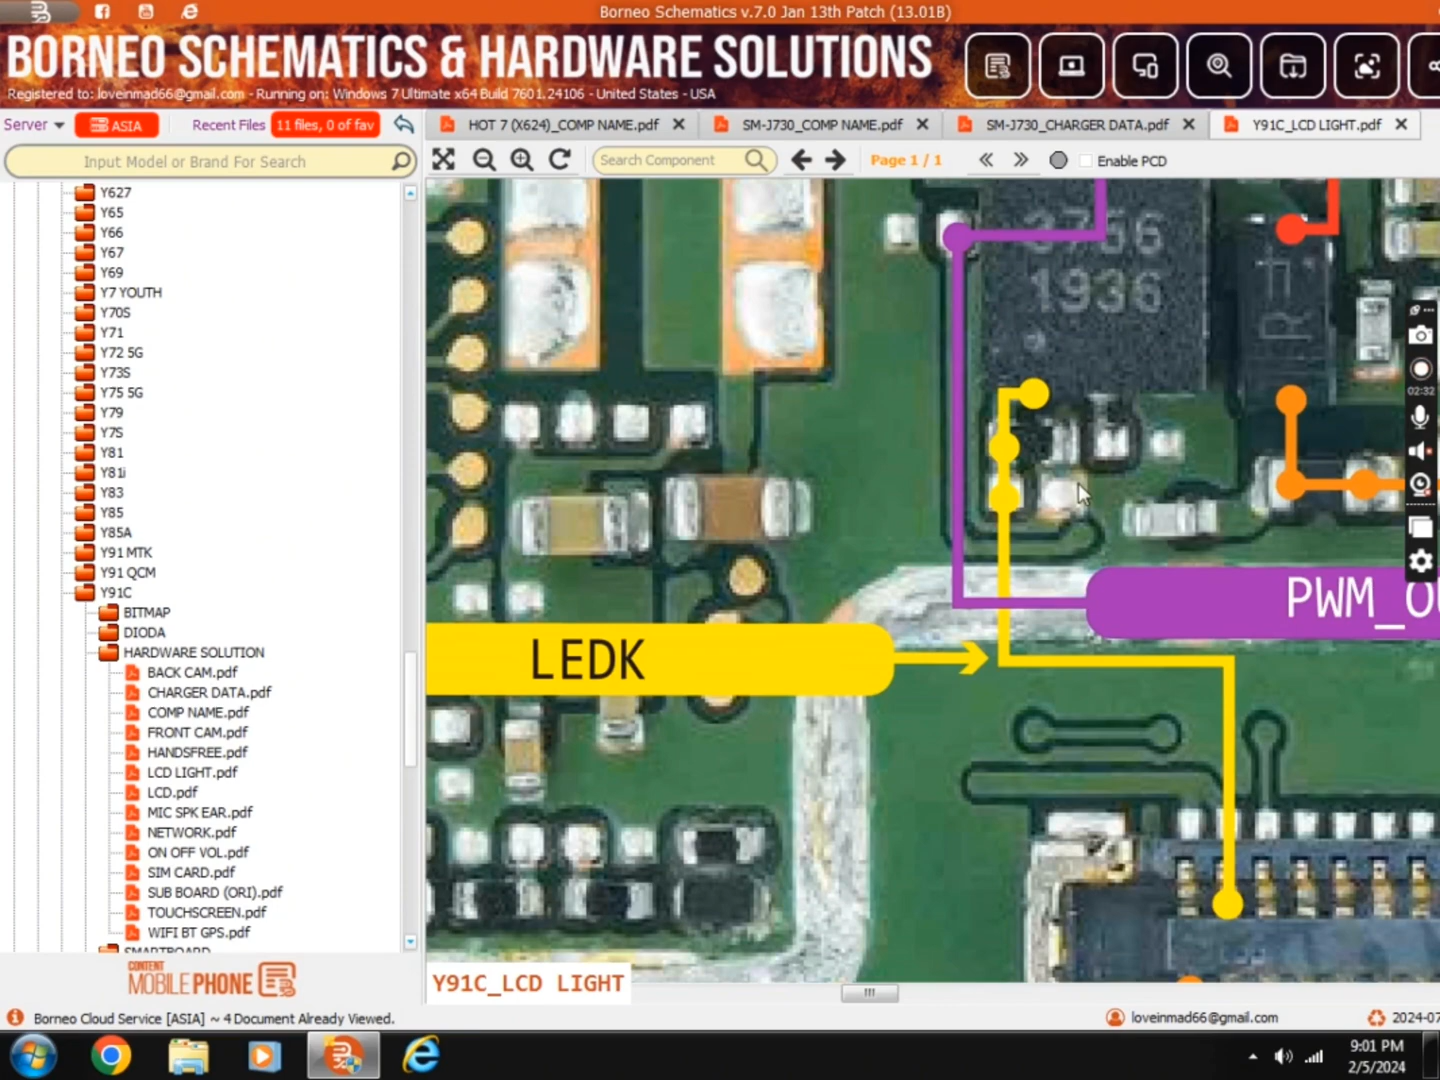 Borneo Schematics v.7.0 Jan 13th Patch (13.01B)
BORNEO SCHEMATICS & HARDWARE SOLUTIONS
Registered to: loveinmad66@gmail.com - Running on: Windows 7 Ultimate x64 Build 7601.24106 - United States - USA
Server ASIA Recent Files 11 files, 0 of fav
HOT 7 (X624)_COMP NAME.pdf SM-J730_COMP NAME.pdf SM-J730_CHARGER DATA.pdf Y91C_LCD LIGHT.pdf
Input Model or Brand For Search
Search Component Page 1 / 1 Enable PCD
Y627
Y65
Y66
Y67
Y69
Y7 YOUTH
Y70S
Y71
Y72 5G
Y73S
Y75 5G
Y79
Y7S
Y81
Y81i
Y83
Y85
Y85A
Y91 MTK
Y91 QCM
Y91C
BITMAP
DIODA
HARDWARE SOLUTION
BACK CAM.pdf
CHARGER DATA.pdf
COMP NAME.pdf
FRONT CAM.pdf
HANDSFREE.pdf
LCD LIGHT.pdf
LCD.pdf
MIC SPK EAR.pdf
NETWORK.pdf
ON OFF VOL.pdf
SIM CARD.pdf
SUB BOARD (ORI).pdf
TOUCHSCREEN.pdf
WIFI BT GPS.pdf
SMARTBOARD
CONTENT
MOBILEPHONE
3756
1936
02:32
PWM_O
LEDK
Y91C_LCD LIGHT
Borneo Cloud Service [ASIA] ~ 4 Document Already Viewed.
loveinmad66@gmail.com
2024-07
9:01 PM
2/5/2024